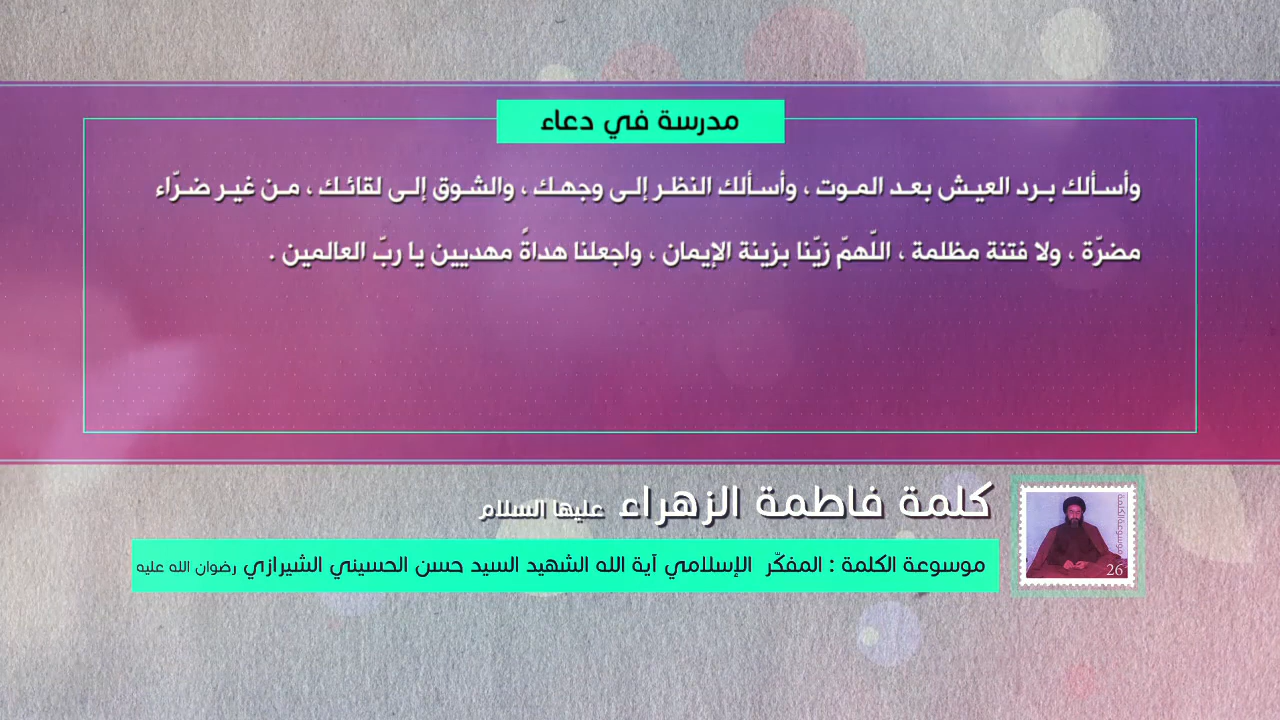 مدرسة في دعاء
وأسألك برد العيش بعد الموت ، وأسألك النظر إلى وجهك ، والشوق إلى لقائك ، من غير ضرّاء
مضرّة ، ولا فتنة مظلمة ، اللّهمّ زيّنا بزينة الإيمان ، واجعلنا هداةً مهديين يا ربّ العالمين .
كلمة فاطمة الزهراء عليها السلام
موسوعة الكلمة : المفكّر الإسلامي آية الله الشهيد السيد حسن الحسيني الشيرازي رضوان الله عليه
موسوعة الكلمة
26